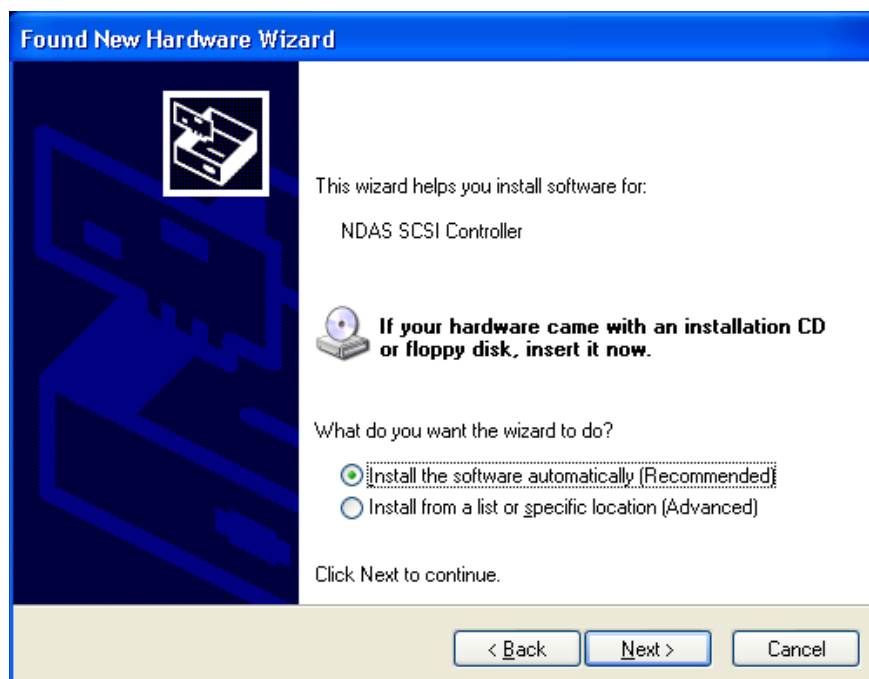 Found New Hardware Wizard
This wizard helps you install software for:
NDAS SCSI Controller
If your hardware came with an installation CD
or floppy disk, insert it now.
What do you want the wizard to do?
Install the software automatically (Recommended)
Install from a list or specific location (Advanced)
Click Next to continue.
< Back Next > Cancel